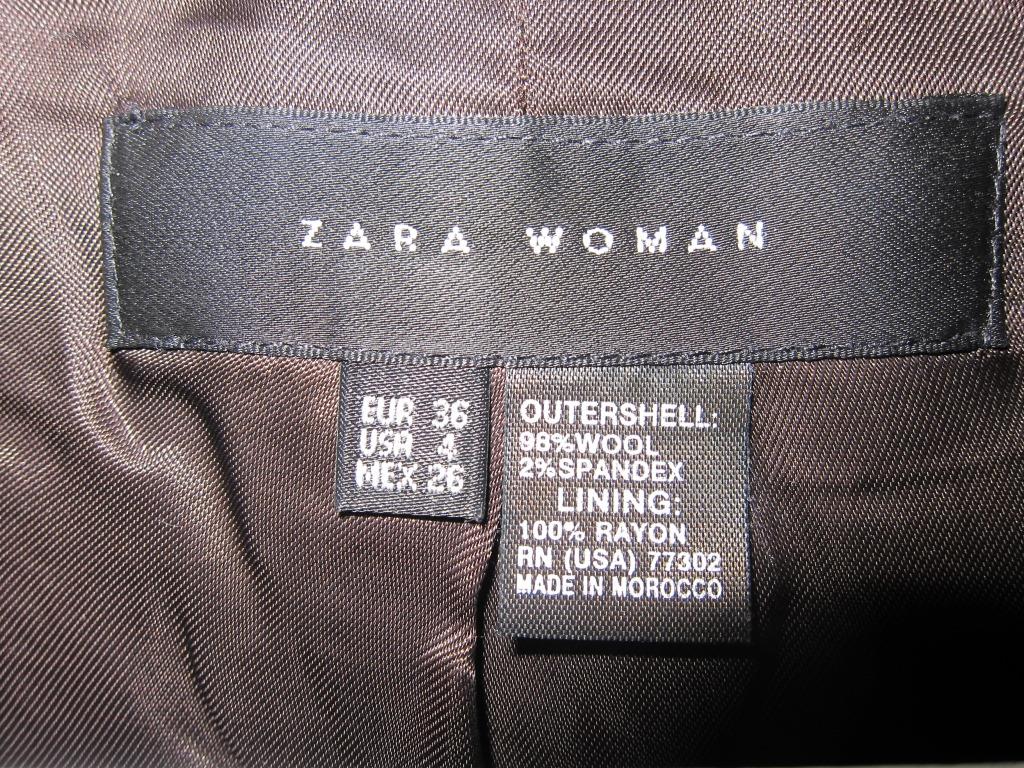 ZARA WOMAN
EUR 36
USA 4
MEX 26
OUTERSHELL:
98%WOOL
2%SPANDEX
LINING:
100% RAYON
RN (USA) 77302
MADE IN MOROCCO